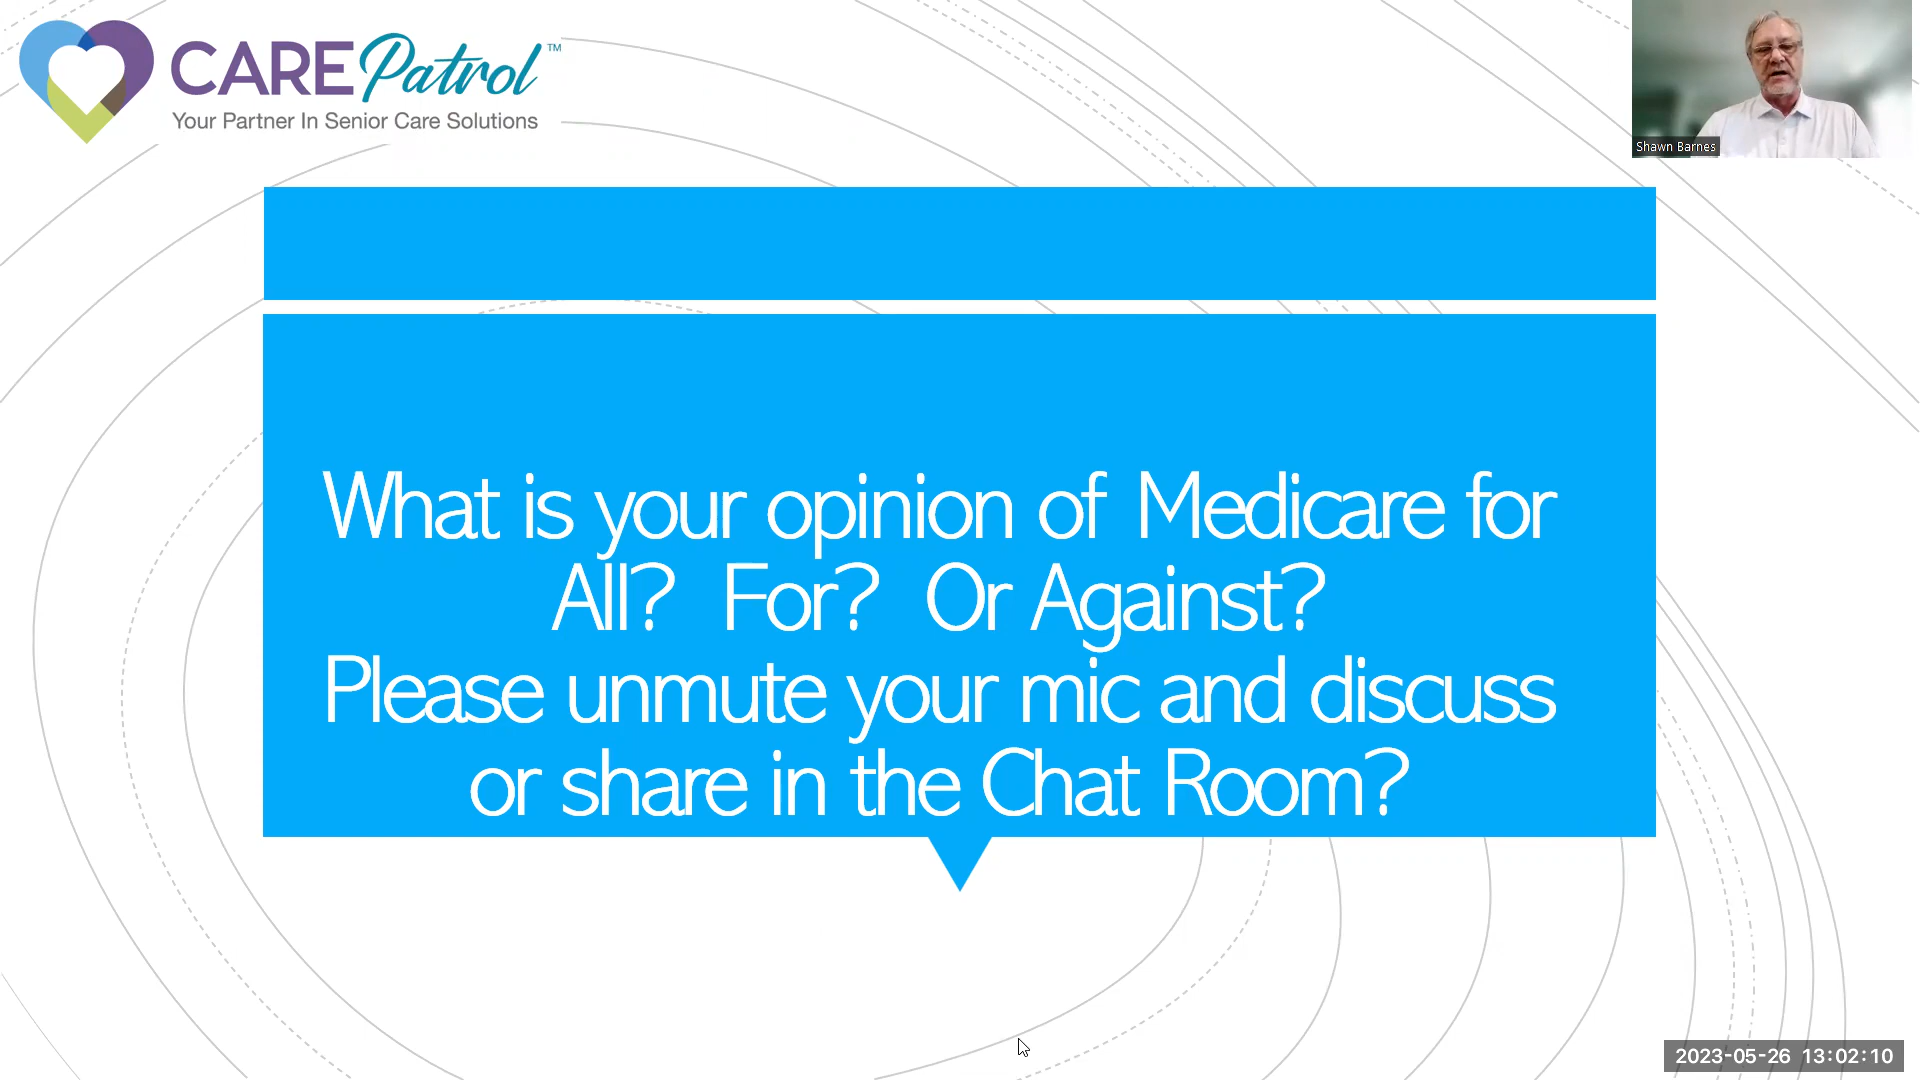 CAREPatrol™
Your Partner In Senior Care Solutions
Shawn Barnes
What is your opinion of Medicare for
All? For? Or Against?
Please unmute your mic and discuss
or share in the Chat Room?
2023-05-26 13:02:10